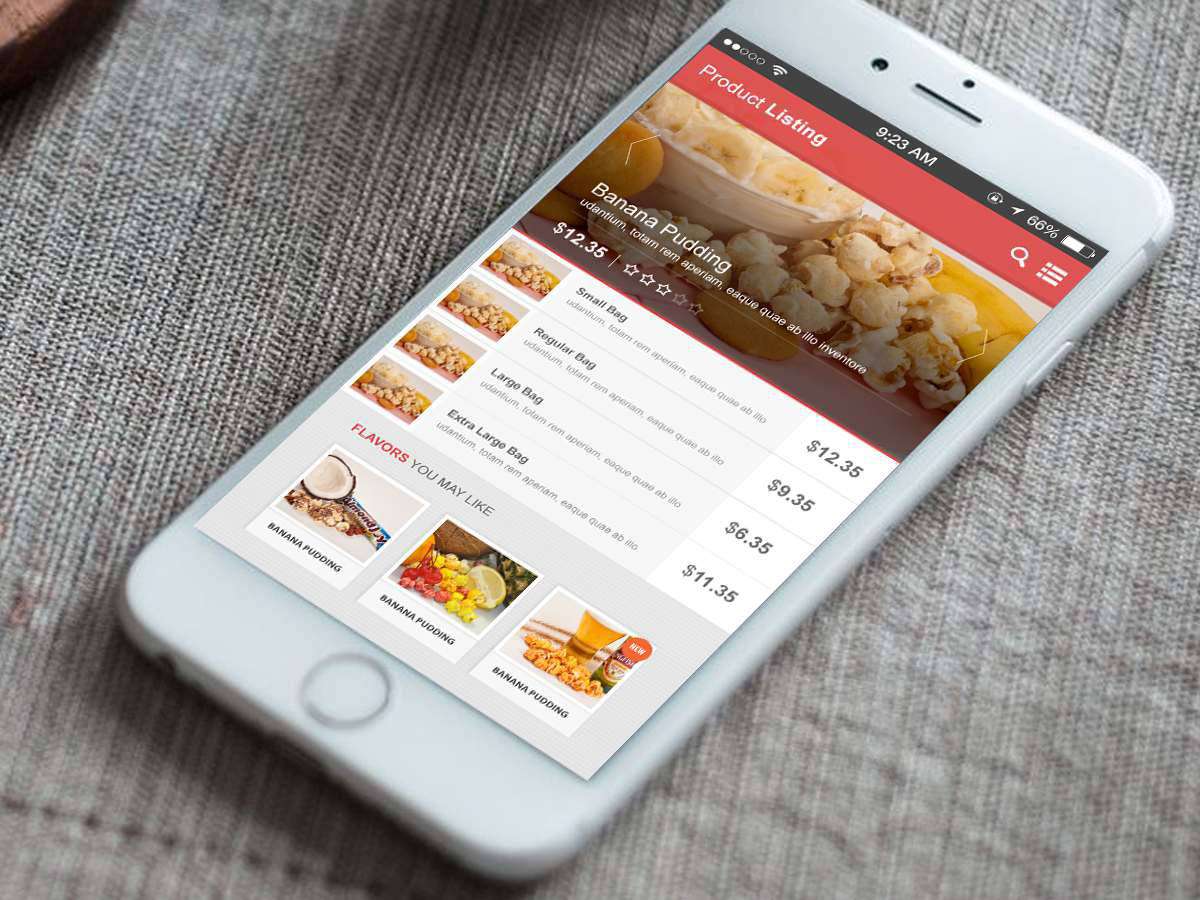 9:23 AM
66%
Product Listing
Banana Pudding
udantium, totam rem aperiam, eaque quae ab illo inventore
$12.35
Small Bag
udantium, totam rem aperiam, eaque quae ab illo
$12.35
Regular Bag
udantium, totam rem aperiam, eaque quae ab illo
$9.35
Large Bag
udantium, totam rem aperiam, eaque quae ab illo
$6.35
Extra Large Bag
udantium, totam rem aperiam, eaque quae ab illo
$11.35
FLAVORS YOU MAY LIKE
Almond Joy
BANANA PUDDING
BANANA PUDDING
NEW
BANANA PUDDING